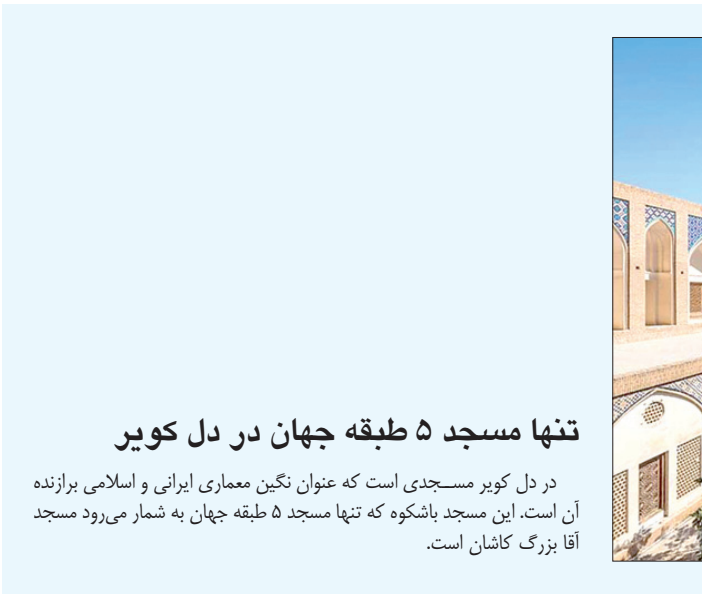 تنها مسجد ۵ طبقه جهان در دل کویر
در دل کویر مســجدی است که عنوان نگین معماری ایرانی و اسلامی برازنده
آن است. این مسجد باشکوه که تنها مسجد ۵ طبقه جهان به شمار می‌رود مسجد
آقا بزرگ کاشان است.